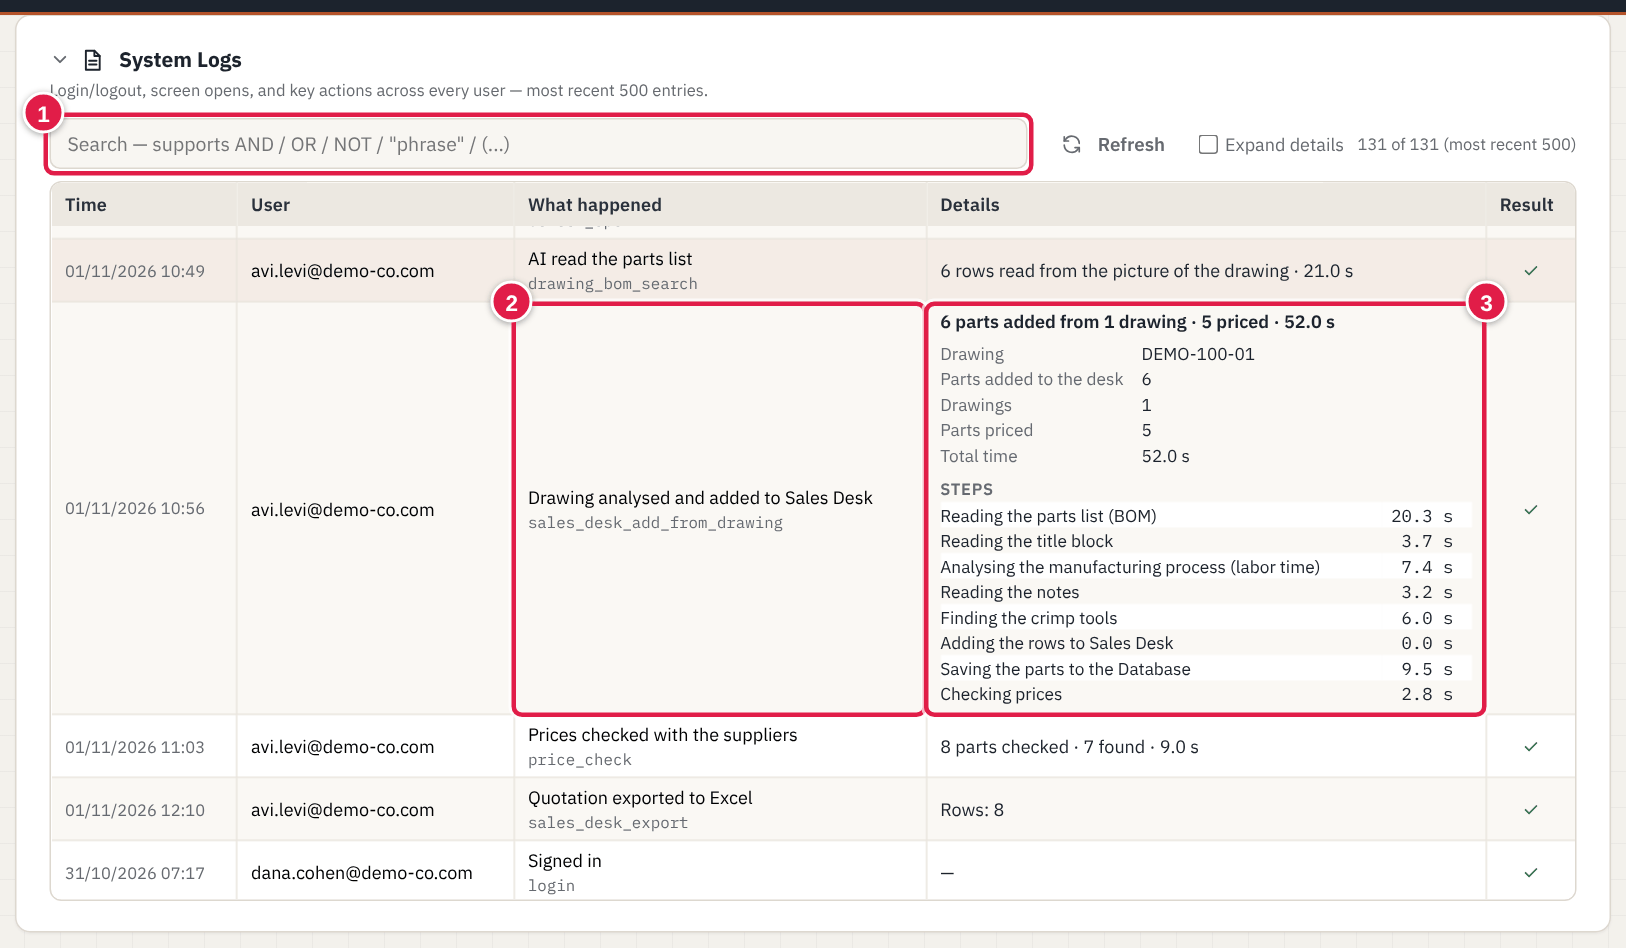 System Logs
Login/logout, screen opens, and key actions across every user — most recent 500 entries.
1
Search — supports AND / OR / NOT / "phrase" / (...)
Refresh
Expand details
131 of 131 (most recent 500)
Time User What happened Details Result
01/11/2026 10:49 avi.levi@demo-co.com AI read the parts list 6 rows read from the picture of the drawing · 21.0 s ✓
drawing_bom_search
2
3
01/11/2026 10:56 avi.levi@demo-co.com Drawing analysed and added to Sales Desk
sales_desk_add_from_drawing
6 parts added from 1 drawing · 5 priced · 52.0 s
Drawing DEMO-100-01
Parts added to the desk 6
Drawings 1
Parts priced 5
Total time 52.0 s
STEPS
Reading the parts list (BOM) 20.3 s
Reading the title block 3.7 s
Analysing the manufacturing process (labor time) 7.4 s
Reading the notes 3.2 s
Finding the crimp tools 6.0 s
Adding the rows to Sales Desk 0.0 s
Saving the parts to the Database 9.5 s
Checking prices 2.8 s
✓
01/11/2026 11:03 avi.levi@demo-co.com Prices checked with the suppliers 8 parts checked · 7 found · 9.0 s ✓
price_check
01/11/2026 12:10 avi.levi@demo-co.com Quotation exported to Excel Rows: 8 ✓
sales_desk_export
31/10/2026 07:17 dana.cohen@demo-co.com Signed in — ✓
login